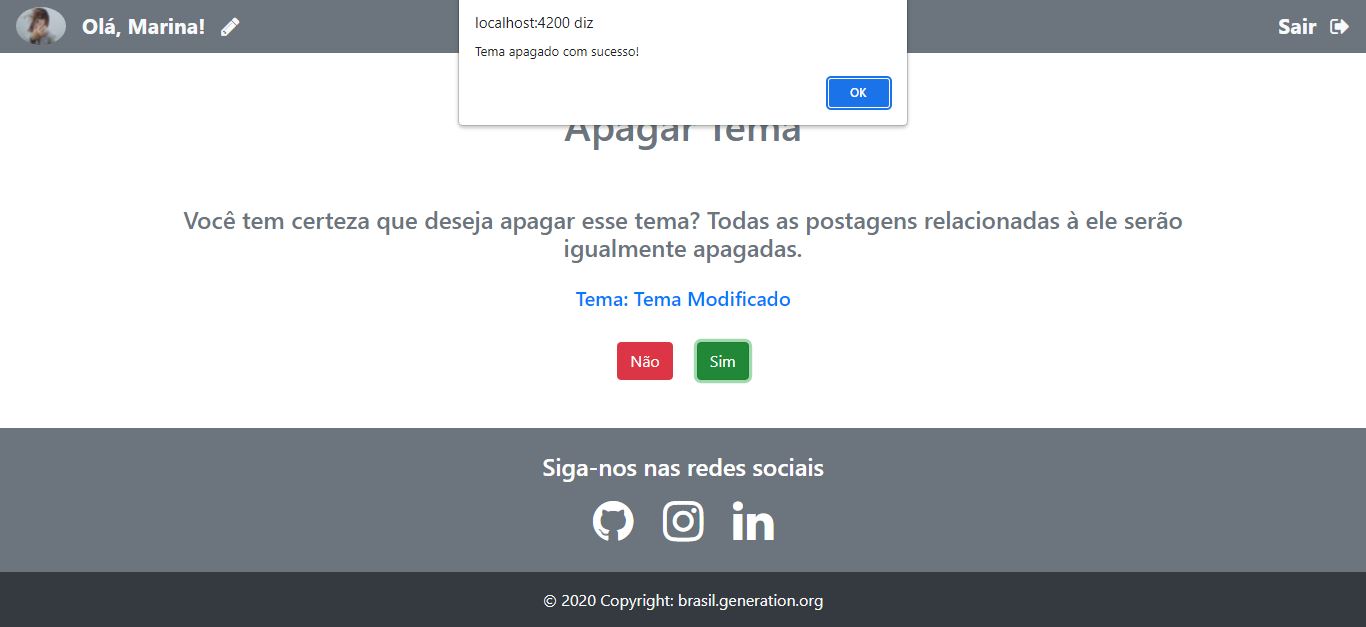 Olá, Marina!
localhost:4200 diz
Tema apagado com sucesso!
OK
Sair
Apagar Tema
Você tem certeza que deseja apagar esse tema? Todas as postagens relacionadas à ele serão
igualmente apagadas.
Tema: Tema Modificado
Não
Sim
Siga-nos nas redes sociais
in
© 2020 Copyright: brasil.generation.org